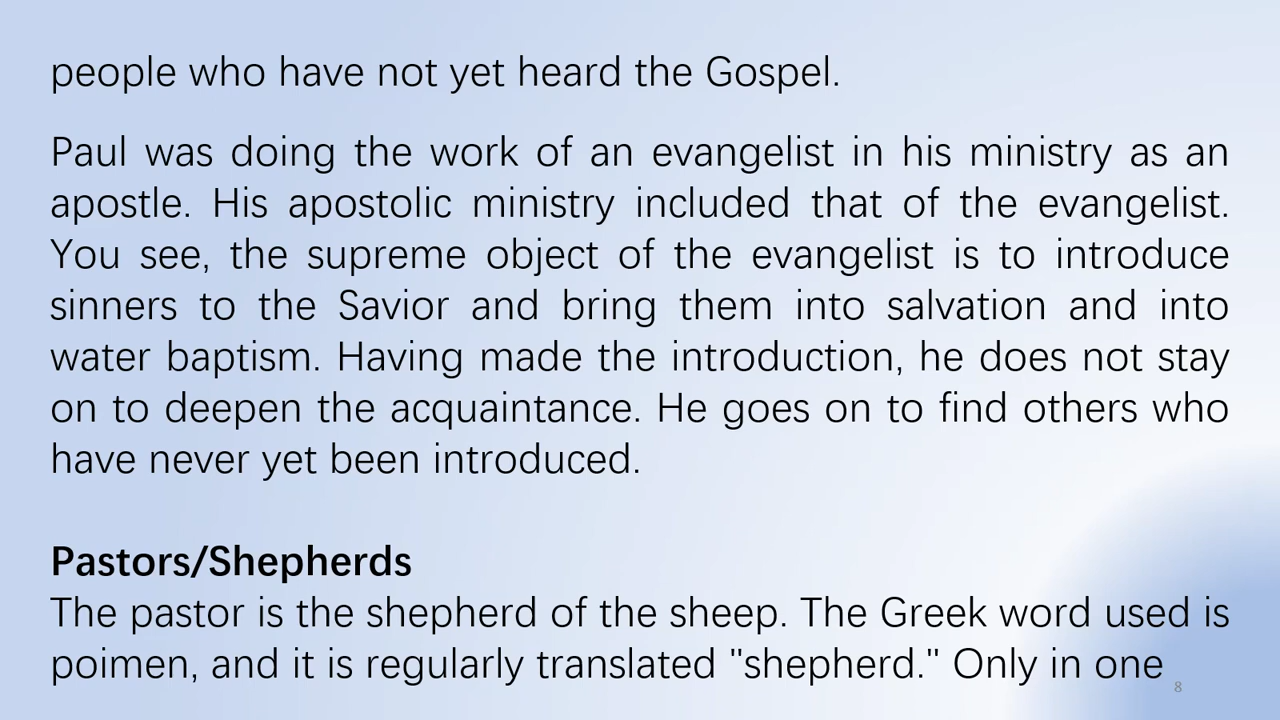 people who have not yet heard the Gospel.
Paul was doing the work of an evangelist in his ministry as an
apostle. His apostolic ministry included that of the evangelist.
You see, the supreme object of the evangelist is to introduce
sinners to the Savior and bring them into salvation and into
water baptism. Having made the introduction, he does not stay
on to deepen the acquaintance. He goes on to find others who
have never yet been introduced.
Pastors/Shepherds
The pastor is the shepherd of the sheep. The Greek word used is
poimen, and it is regularly translated "shepherd." Only in one
8